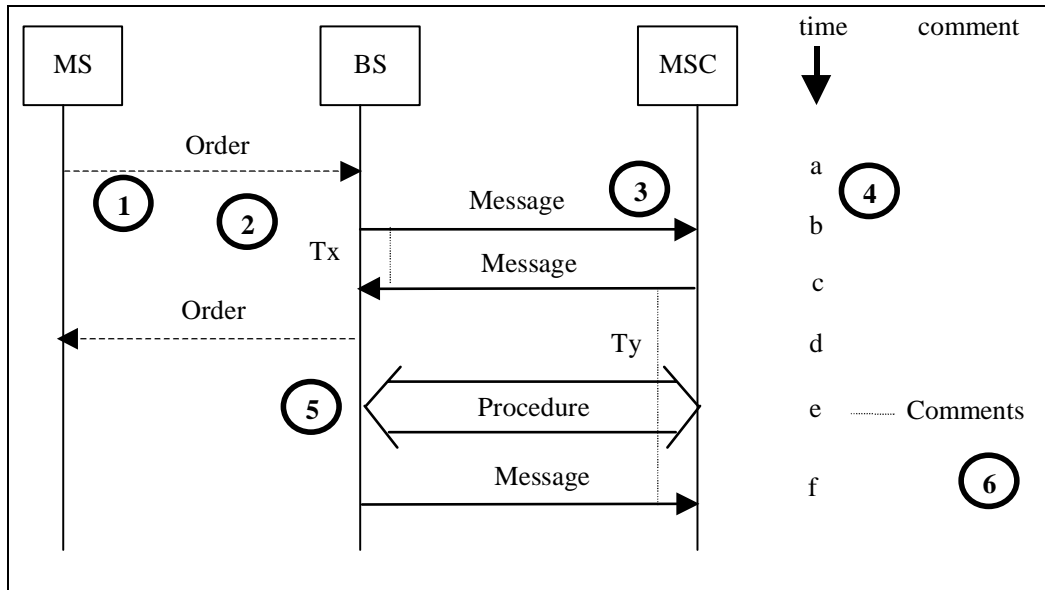 time comment
MS BS MSC
Order a
1 3 4
Message
2 b
Tx Message c
Order
Ty d
5 Procedure e Comments
Message f 6